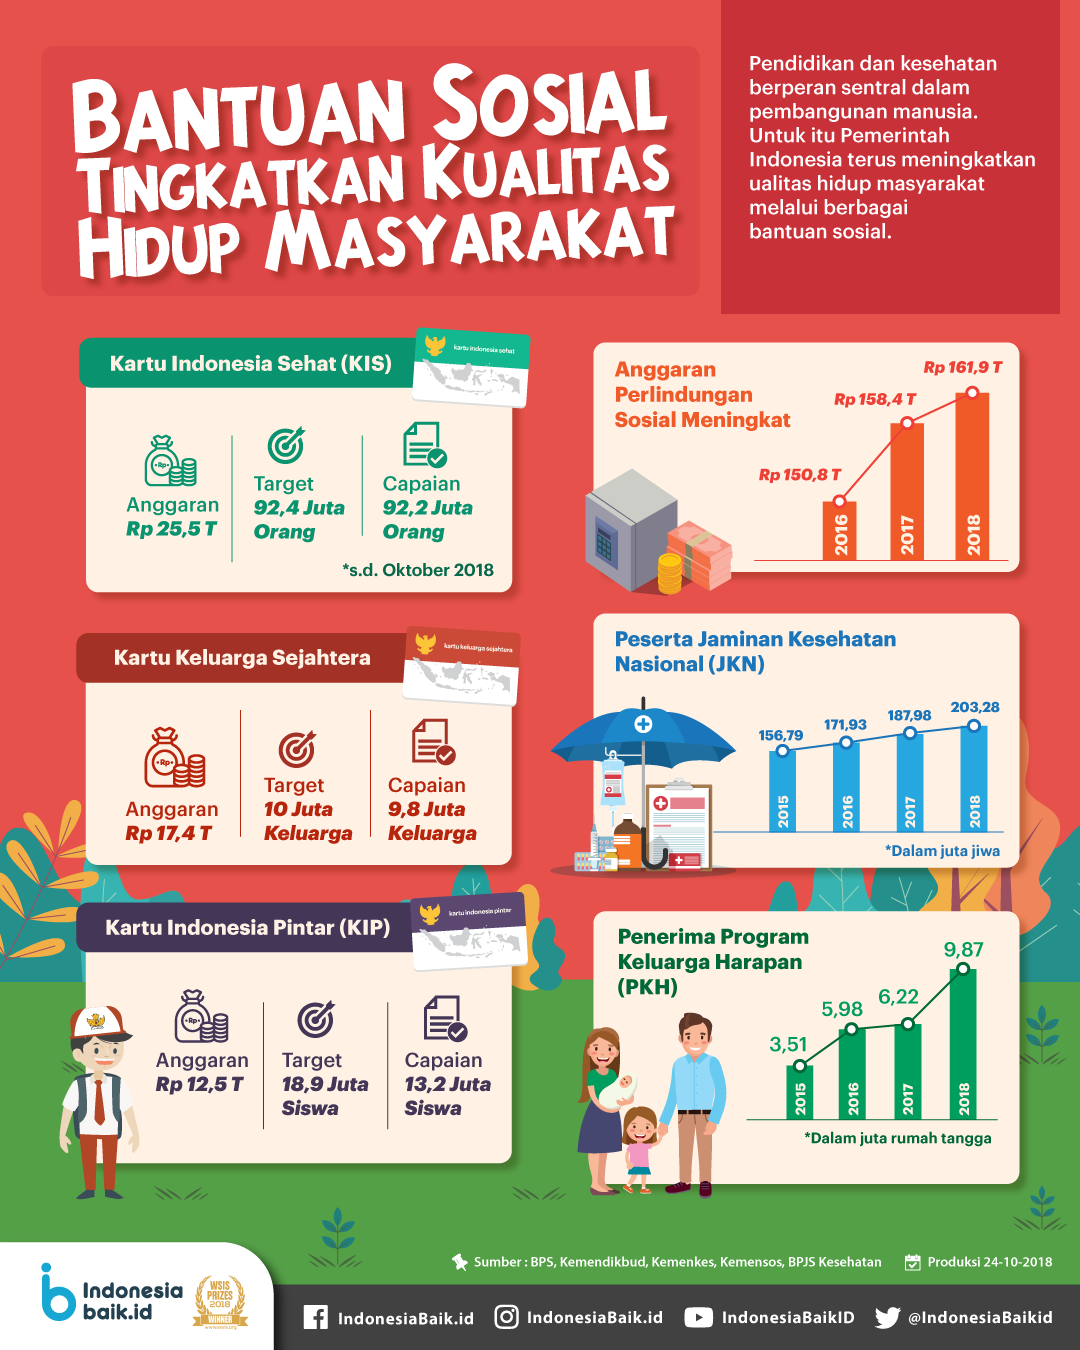 BANTUAN SOSIAL
TINGKATKAN KUALITAS
HIDUP MASYARAKAT
Pendidikan dan kesehatan
berperan sentral dalam
pembangunan manusia.
Untuk itu Pemerintah
Indonesia terus meningkatkan
ualitas hidup masyarakat
melalui berbagai
bantuan sosial.
Kartu Indonesia Sehat (KIS)
kartu indonesia sehat
Rp
Anggaran
Rp 25,5 T
Target
92,4 Juta
Orang
Capaian
92,2 Juta
Orang
*s.d. Oktober 2018
Kartu Keluarga Sejahtera
kartu keluarga sejahtera
Rp
Anggaran
Rp 17,4 T
Target
10 Juta
Keluarga
Capaian
9,8 Juta
Keluarga
Kartu Indonesia Pintar (KIP)
kartu indonesia pintar
Rp
Anggaran
Rp 12,5 T
Target
18,9 Juta
Siswa
Capaian
13,2 Juta
Siswa
Anggaran
Perlindungan
Sosial Meningkat
Rp 150,8 T
Rp 158,4 T
Rp 161,9 T
2016
2017
2018
Peserta Jaminan Kesehatan
Nasional (JKN)
156,79
171,93
187,98
203,28
2015
2016
2017
2018
*Dalam juta jiwa
Penerima Program
Keluarga Harapan
(PKH)
3,51
5,98
6,22
9,87
2015
2016
2017
2018
*Dalam juta rumah tangga
Sumber : BPS, Kemendikbud, Kemenkes, Kemensos, BPJS Kesehatan
Produksi 24-10-2018
Indonesia
baik.id
WSIS
PRIZES
2018
WINNER
IndonesiaBaik.id
IndonesiaBaik.id
IndonesiaBaikID
@IndonesiaBaikid